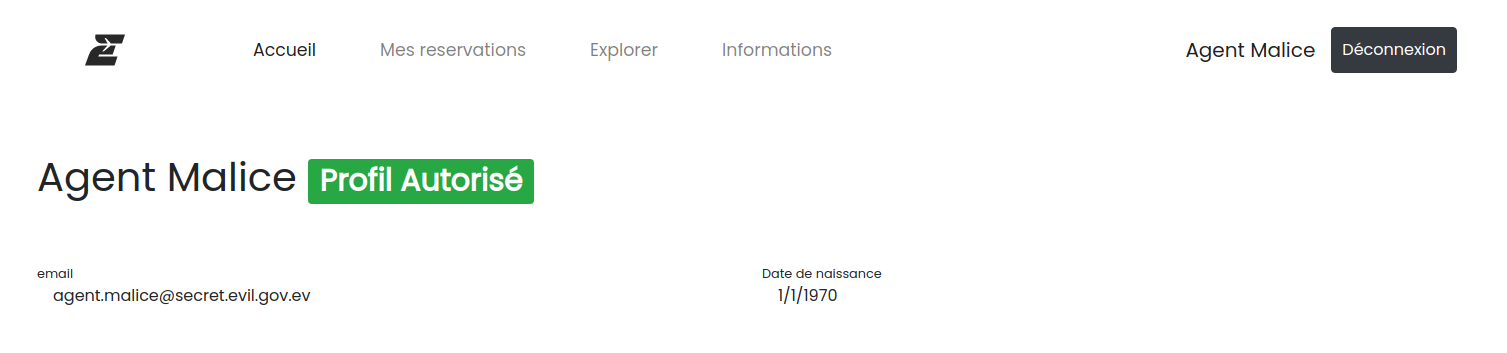 Accueil Mes reservations Explorer Informations Agent Malice Déconnexion
Agent Malice Profil Autorisé
email Date de naissance
agent.malice@secret.evil.gov.ev 1/1/1970